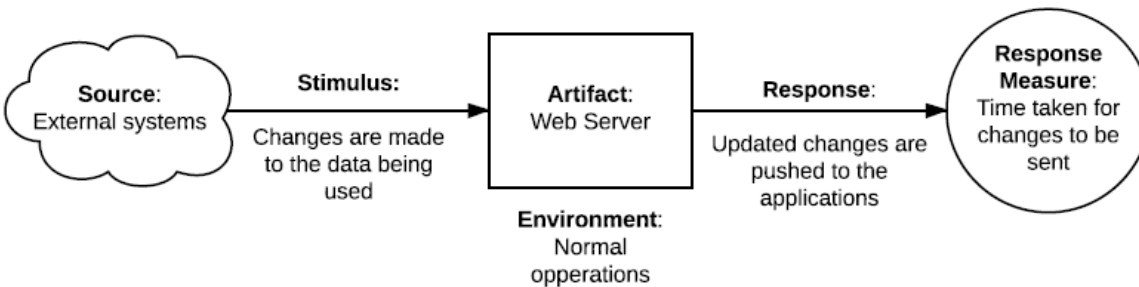 Source:
External systems
Stimulus:
Changes are made
to the data being
used
Artifact:
Web Server
Environment:
Normal
opperations
Response:
Updated changes are
pushed to the
applications
Response
Measure:
Time taken for
changes to be
sent